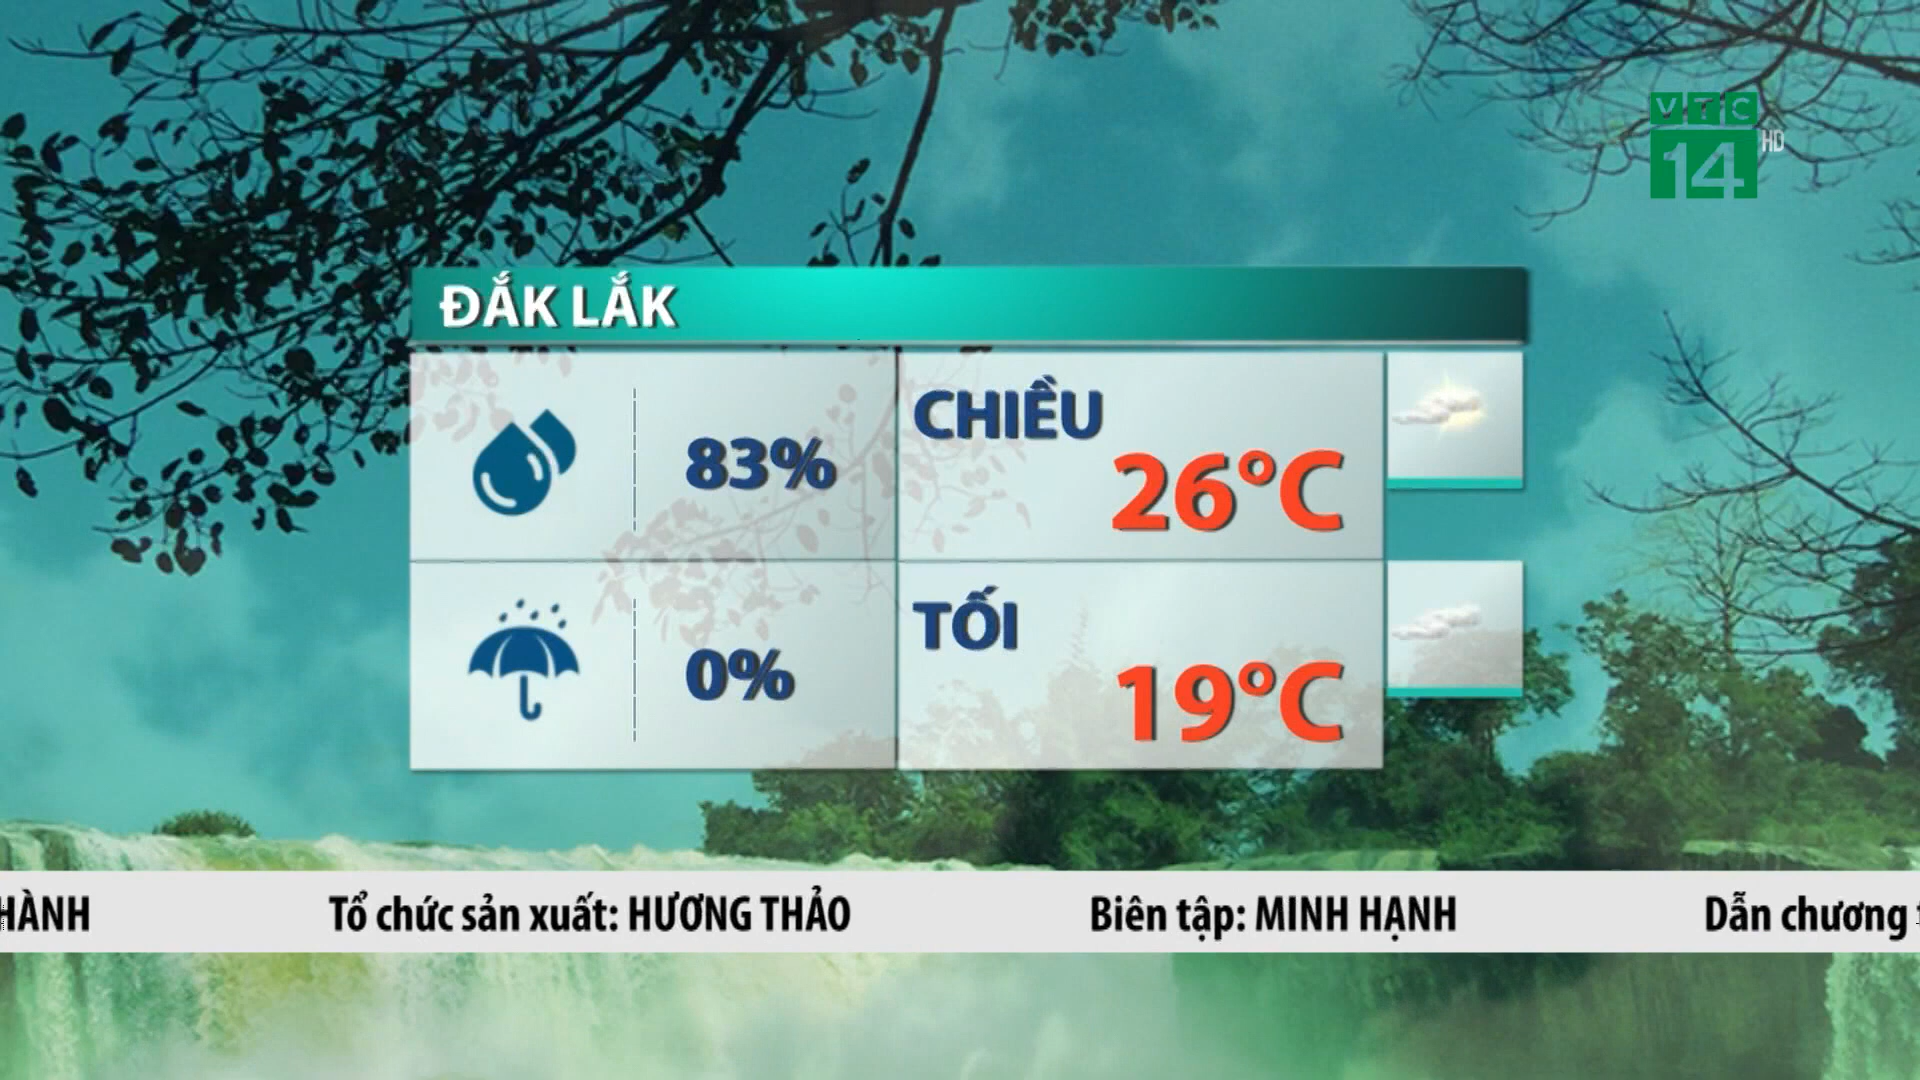 VTC
14 HD
ĐẮK LẮK
83%
CHIỀU
26°C
0%
TỐI
19°C
HÀNH
Tổ chức sản xuất: HƯƠNG THẢO
Biên tập: MINH HẠNH
Dẫn chương